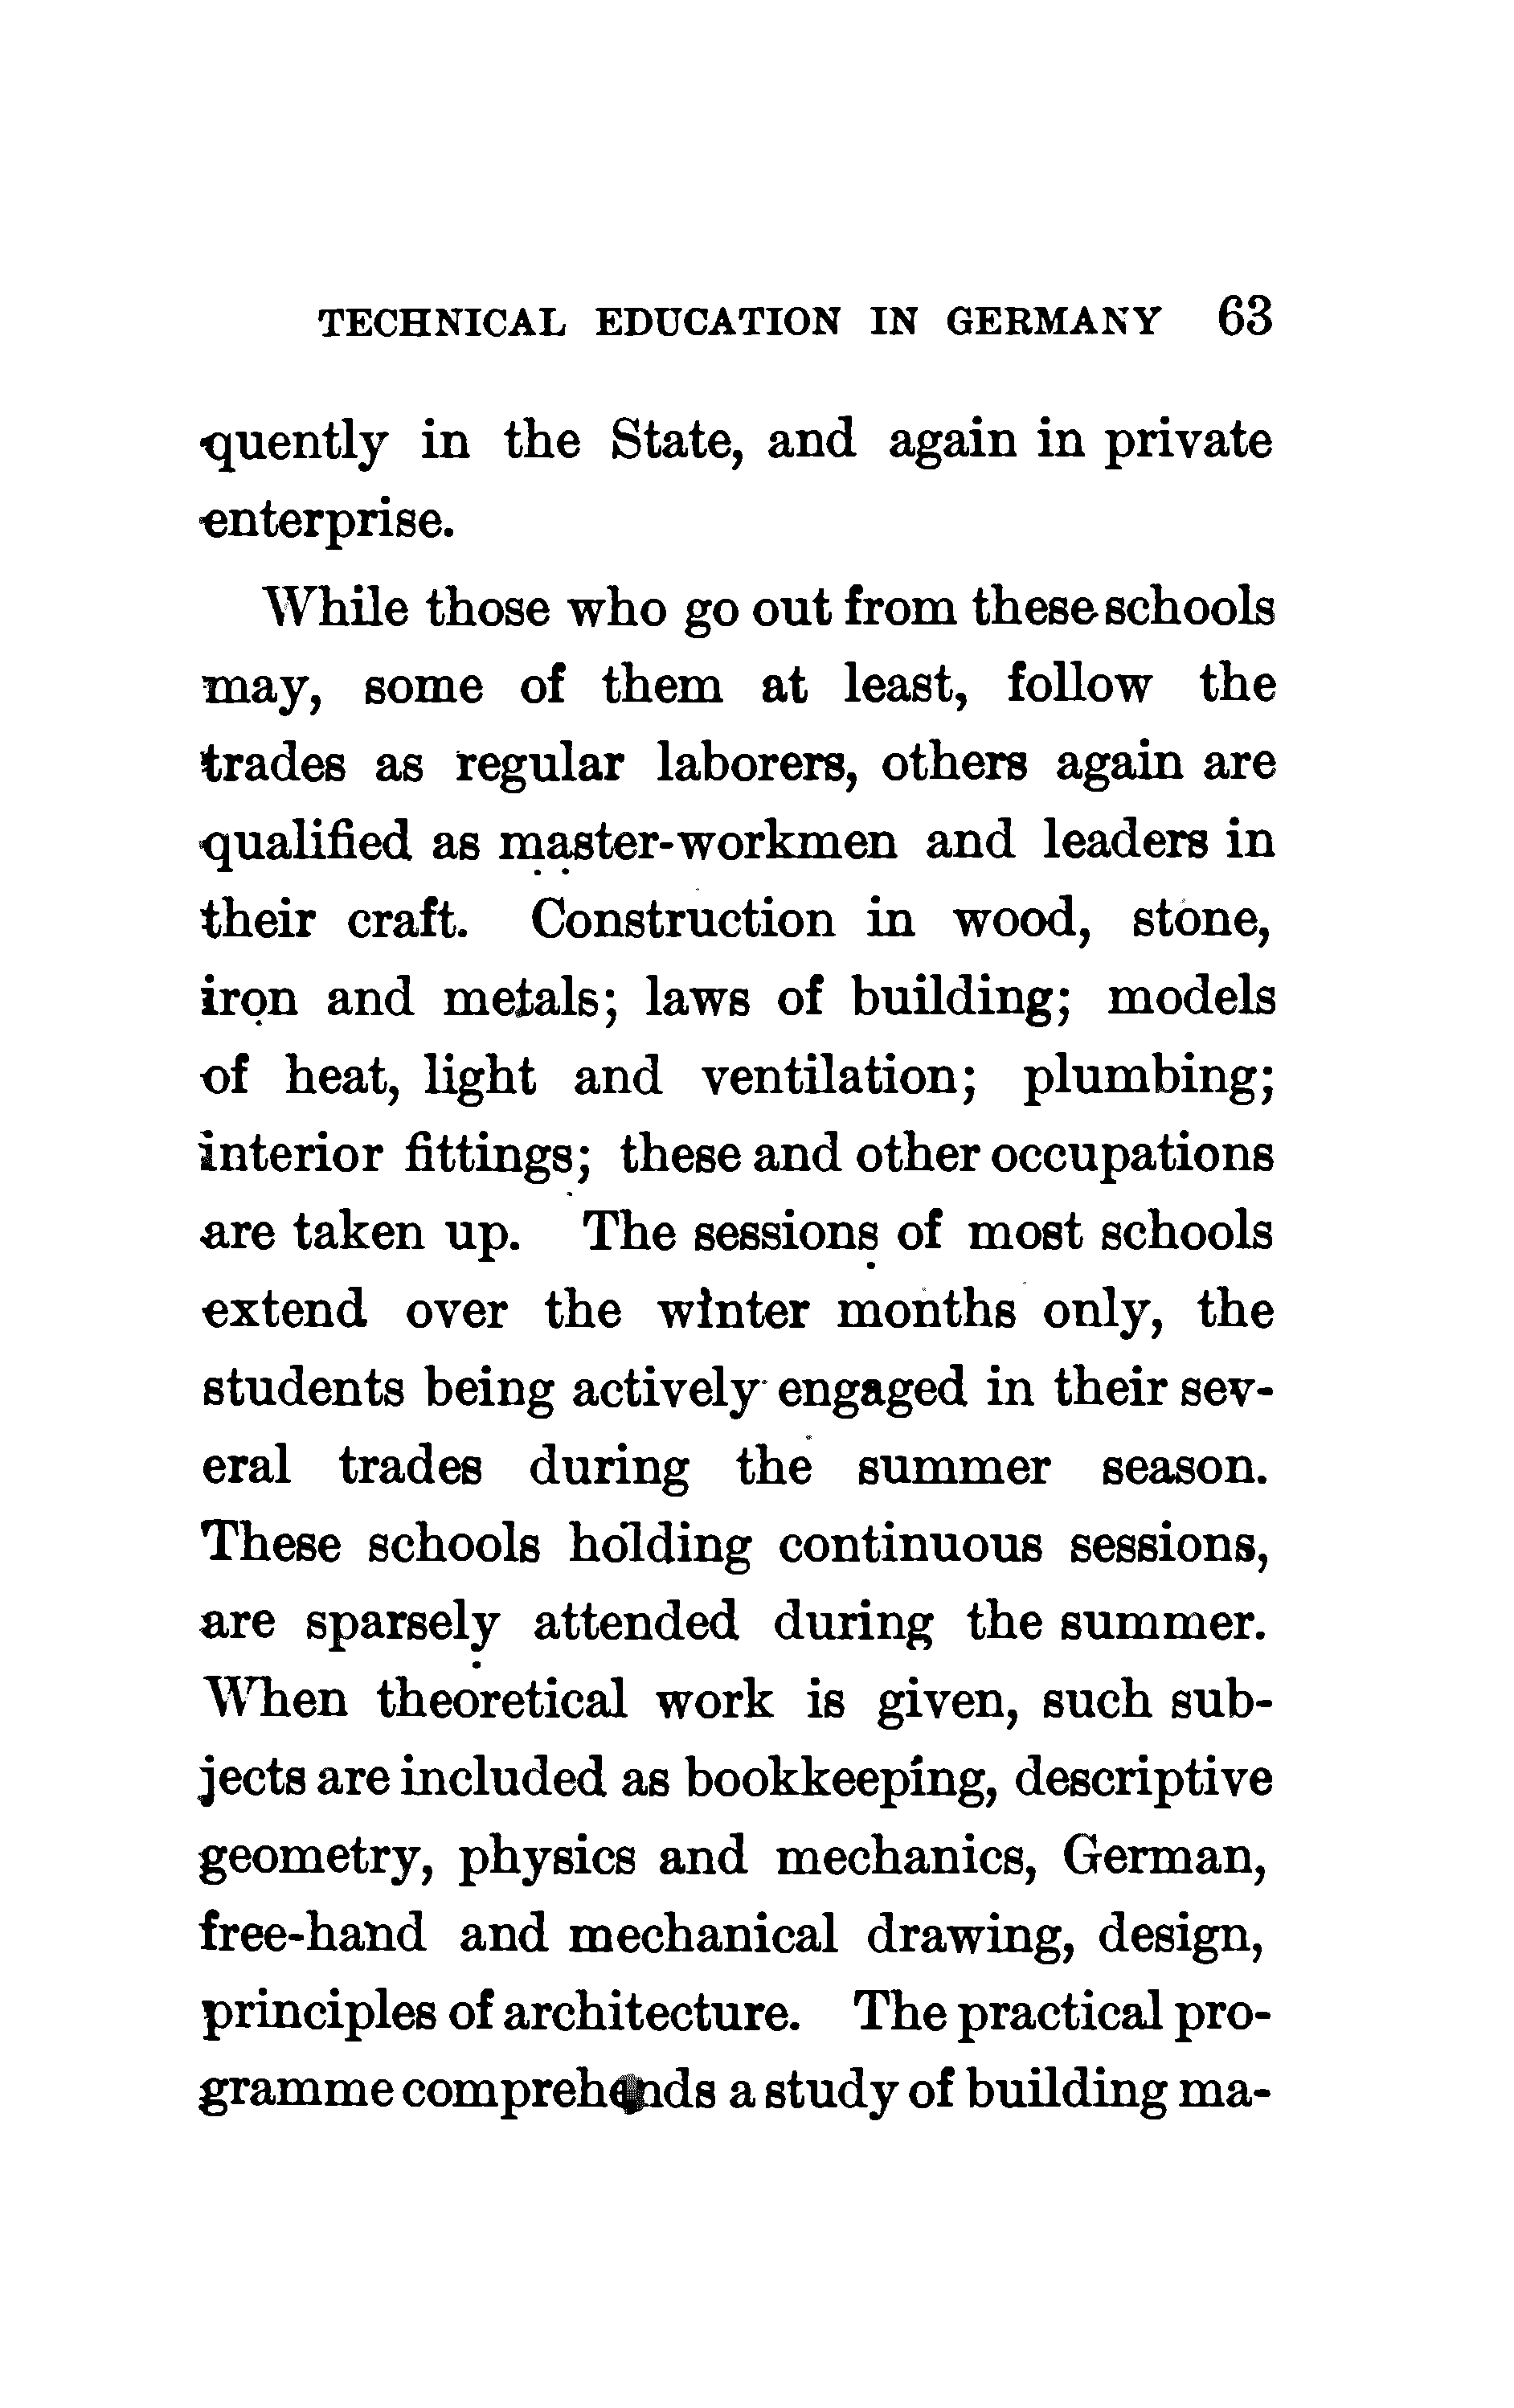 TECHNICAL EDUCATION IN GERMANY 63
quently in the State, and again in private
enterprise.
While those who go out from these schools
may, some of them at least, follow the
trades as regular laborers, others again are
qualified as master-workmen and leaders in
their craft. Construction in wood, stone,
iron and metals; laws of building; models
of heat, light and ventilation; plumbing;
interior fittings; these and other occupations
are taken up. The sessions of most schools
extend over the winter months only, the
students being actively engaged in their sev-
eral trades during the summer season.
These schools holding continuous sessions,
are sparsely attended during the summer.
When theoretical work is given, such sub-
jects are included as bookkeeping, descriptive
geometry, physics and mechanics, German,
free-hand and mechanical drawing, design,
principles of architecture. The practical pro-
gramme comprehends a study of building ma-